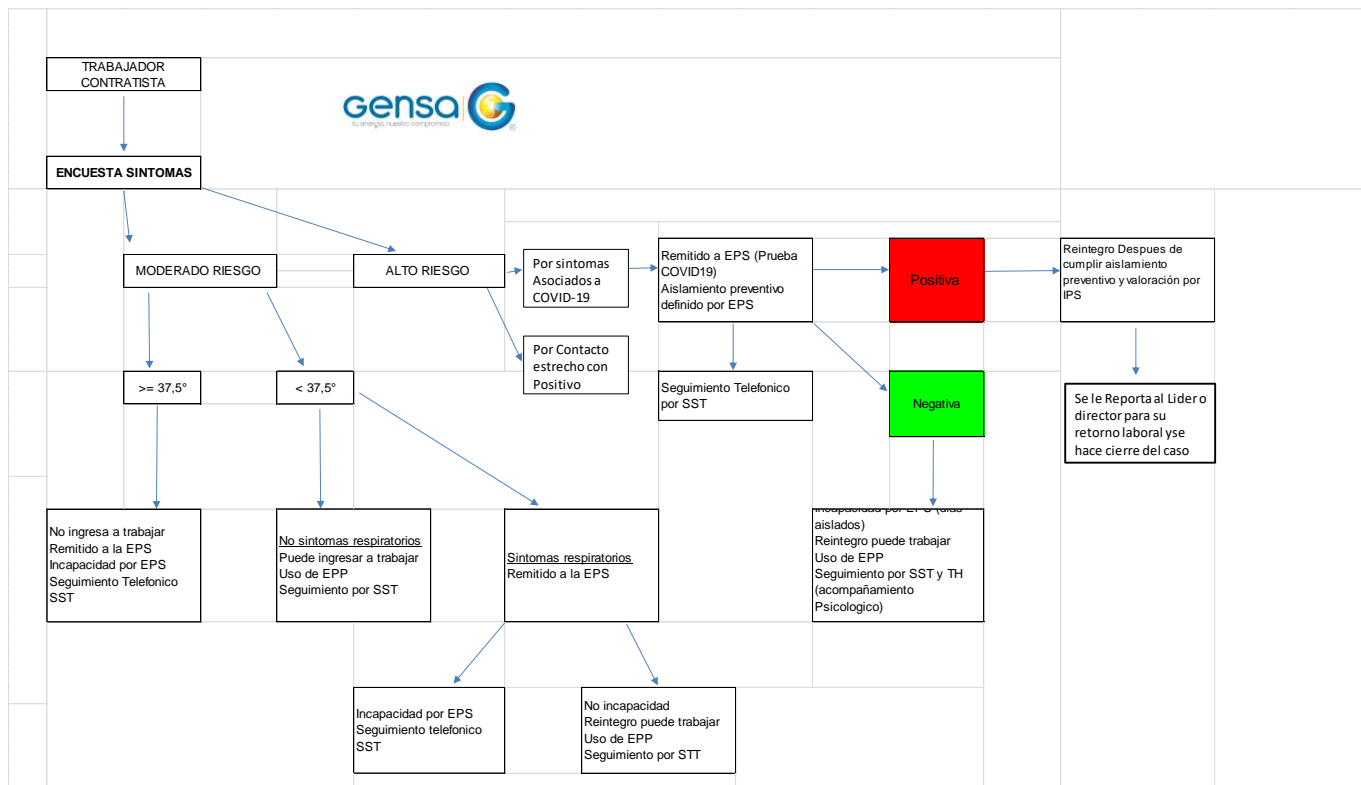 TRABAJADOR
CONTRATISTA
Gensa
tu energía, nuestro compromiso
ENCUESTA SINTOMAS
MODERADO RIESGO
ALTO RIESGO
Por sintomas
Asociados a
COVID-19
Remitido a EPS (Prueba
COVID19)
Aislamiento preventivo
definido por EPS
Positiva
Reintegro Despues de
cumplir aislamiento
preventivo y valoración por
IPS
Por Contacto
estrecho con
Positivo
>= 37,5°
< 37,5°
Seguimiento Telefonico
por SST
Negativa
Se le Reporta al Lider o
director para su
retorno laboral yse
hace cierre del caso
No ingresa a trabajar
Remitido a la EPS
Incapacidad por EPS
Seguimiento Telefonico
SST
No sintomas respiratorios
Puede ingresar a trabajar
Uso de EPP
Seguimiento por SST
Sintomas respiratorios
Remitido a la EPS
Incapacidad por EPS (dias
aislados)
Reintegro puede trabajar
Uso de EPP
Seguimiento por SST y TH
(acompañamiento
Psicologico)
Incapacidad por EPS
Seguimiento telefonico
SST
No incapacidad
Reintegro puede trabajar
Uso de EPP
Seguimiento por STT